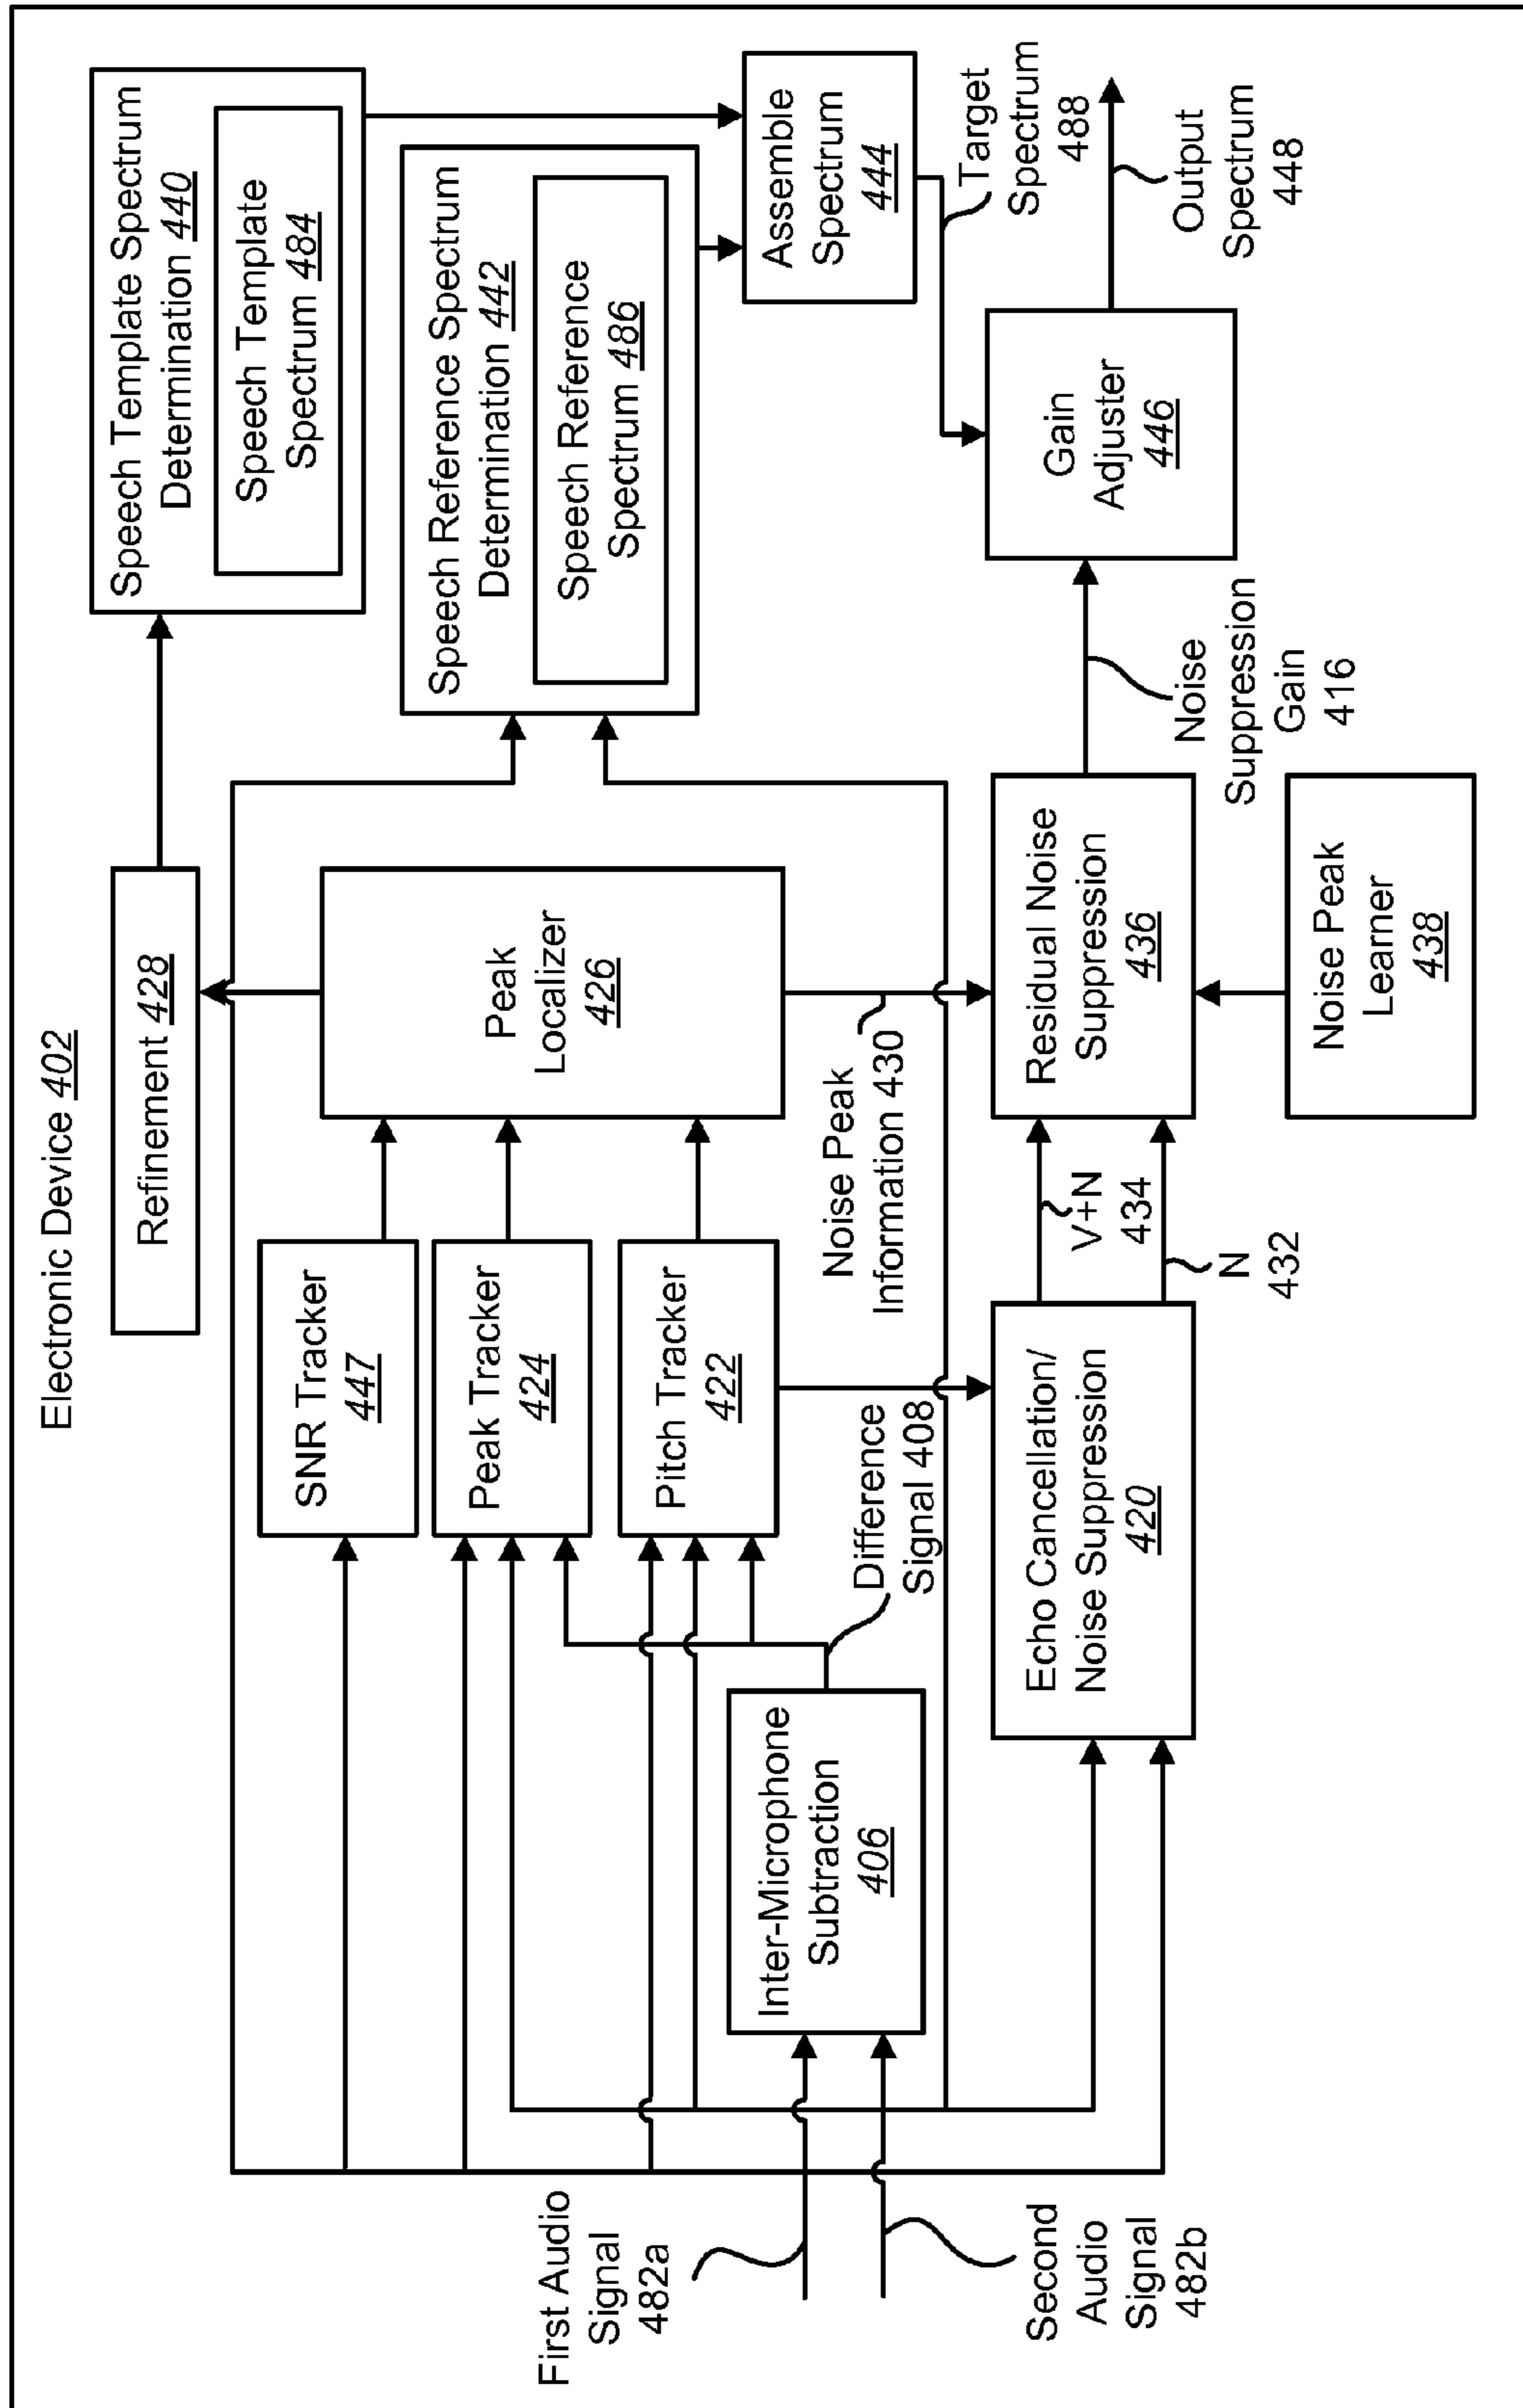 Electronic Device 402
Refinement 428
Speech Template Spectrum
Determination 440
Speech Template
Spectrum 484
SNR Tracker
447
Peak Tracker
424
Pitch Tracker
422
Peak
Localizer
426
Speech Reference Spectrum
Determination 442
Speech Reference
Spectrum 486
First Audio
Signal
482a
Inter-Microphone
Subtraction
406
Difference
Signal 408
Noise Peak
Information 430
Assemble
Spectrum
444
Target
Spectrum
488
Second
Audio
Signal
482b
Echo Cancellation/
Noise Suppression
420
V+N
434
N
432
Residual Noise
Suppression
436
Noise
Suppression
Gain
416
Gain
Adjuster
446
Output
Spectrum
448
Noise Peak
Learner
438